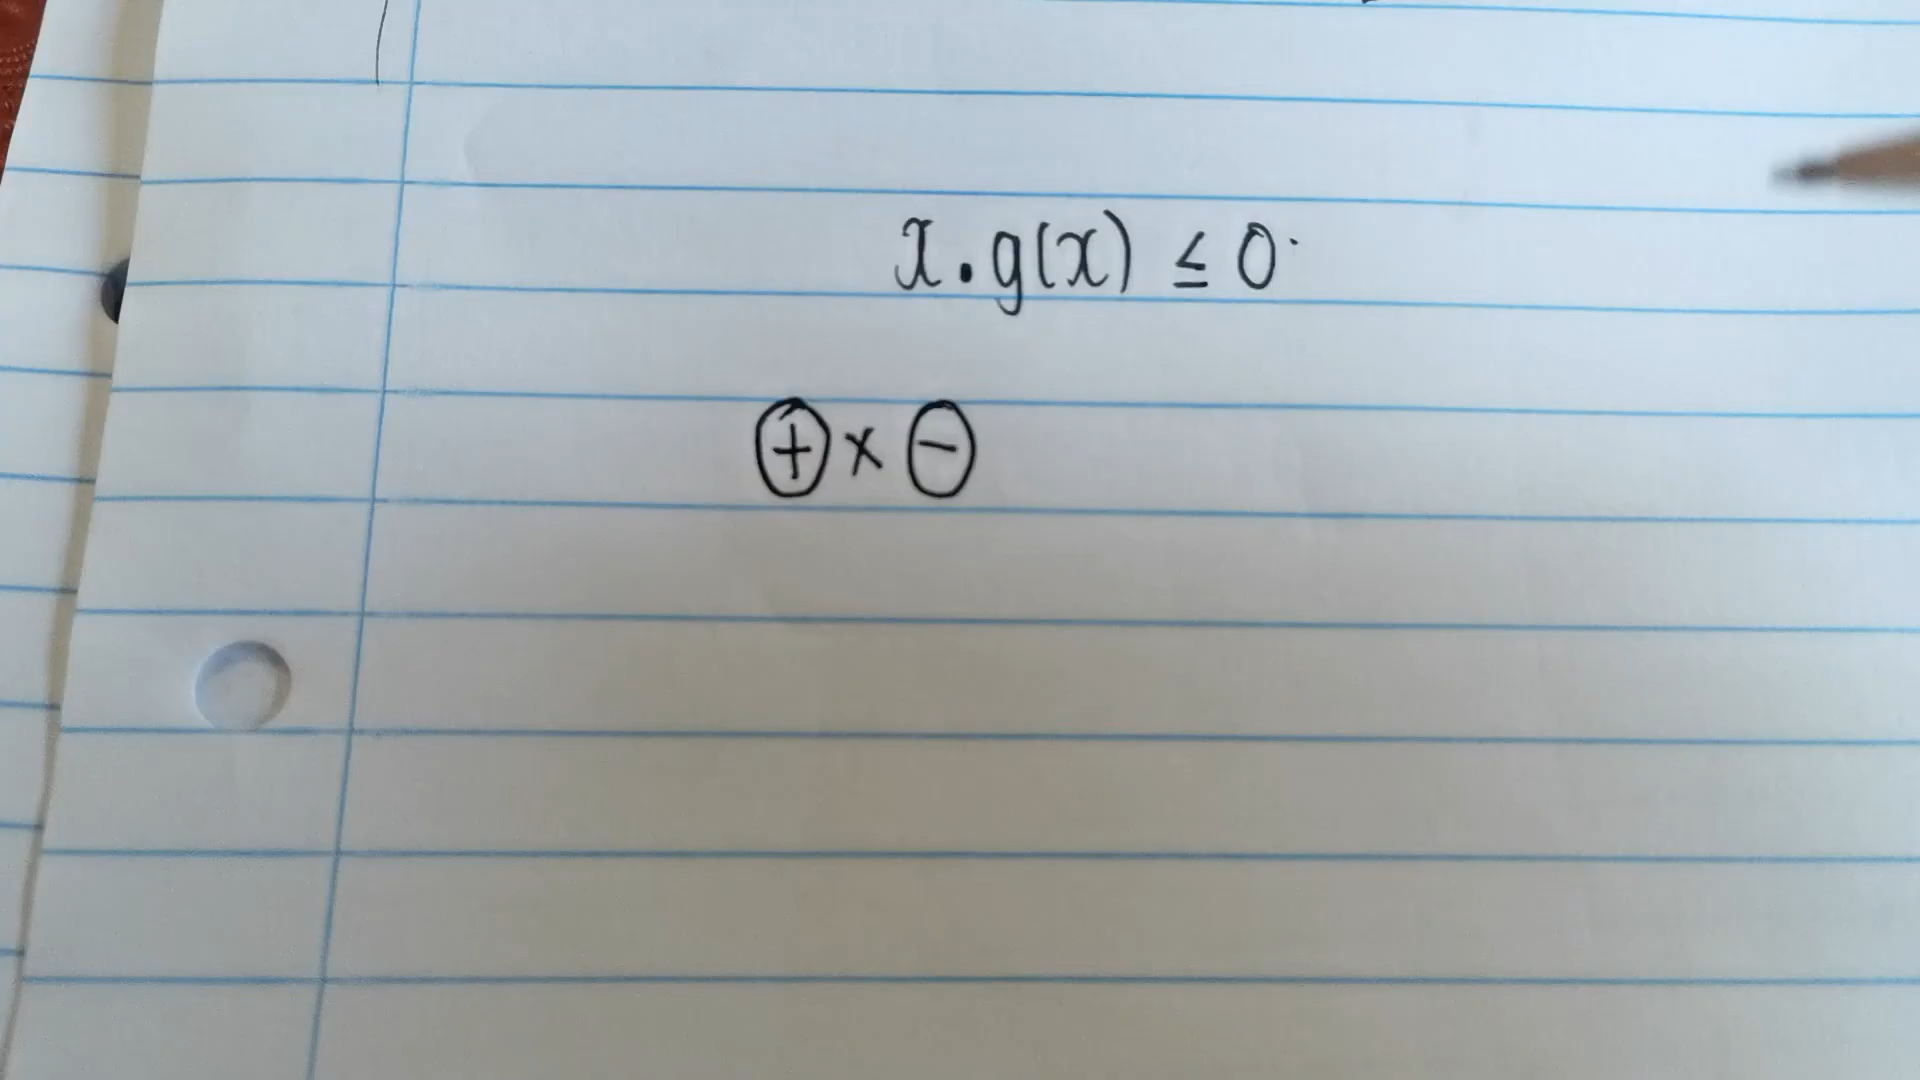 x . g(x) ≤ 0
⊕ x ⊖